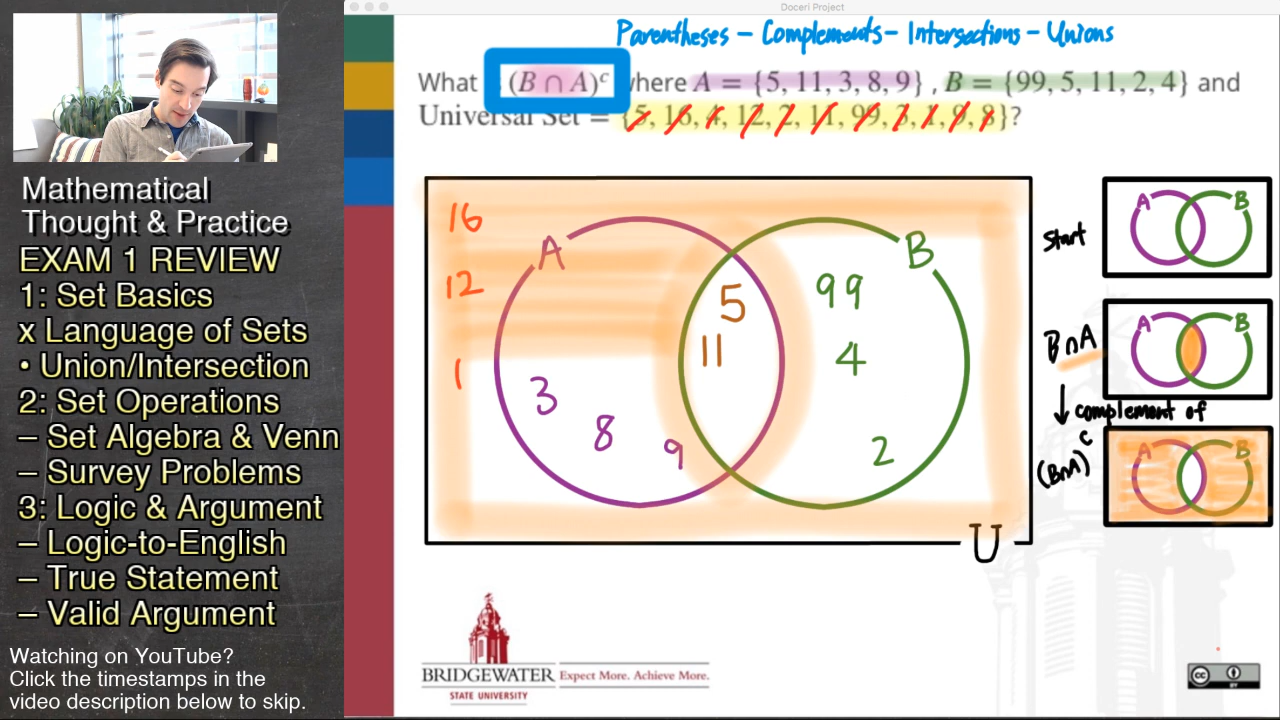 Doceri Project
Parentheses - Complements - Intersections - Unions
What (B ∩ A)ᶜ where A = {5, 11, 3, 8, 9} , B = {99, 5, 11, 2, 4} and
Universal Set = {5, 16, 4, 12, 2, 11, 99, 3, 1, 9, 8}?
Mathematical
Thought & Practice
EXAM 1 REVIEW
1: Set Basics
x Language of Sets
• Union/Intersection
2: Set Operations
– Set Algebra & Venn
– Survey Problems
3: Logic & Argument
– Logic-to-English
– True Statement
– Valid Argument
Watching on YouTube?
Click the timestamps in the
video description below to skip.
16
12
1
A
B
5
11
99
4
2
3
8
9
U
start
A B
B∩A
A B
complement of
(B∩A)ᶜ
A B
BRIDGEWATER
STATE UNIVERSITY
Expect More. Achieve More.
cc
BY